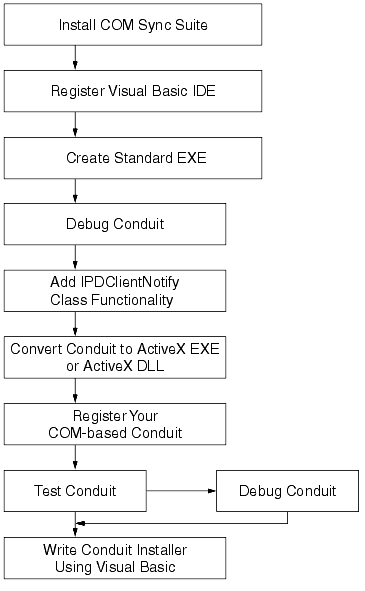 Install COM Sync Suite
Register Visual Basic IDE
Create Standard EXE
Debug Conduit
Add IPDClientNotify
Class Functionality
Convert Conduit to ActiveX EXE
or ActiveX DLL
Register Your
COM-based Conduit
Test Conduit
Debug Conduit
Write Conduit Installer
Using Visual Basic